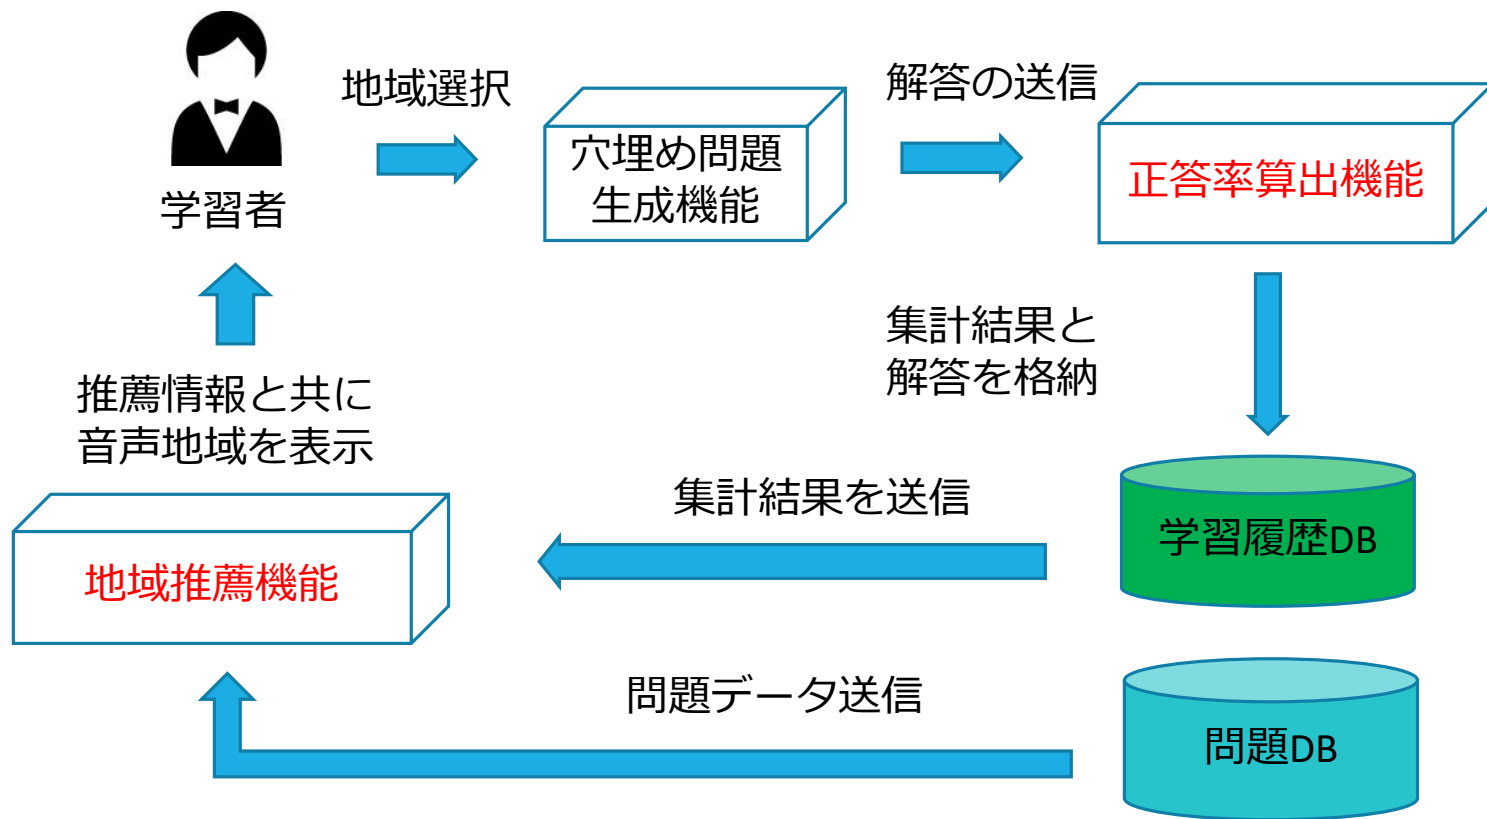 地域選択
解答の送信
穴埋め問題
生成機能
正答率算出機能
学習者
集計結果と
解答を格納
推薦情報と共に
音声地域を表示
集計結果を送信
学習履歴DB
地域推薦機能
問題データ送信
問題DB